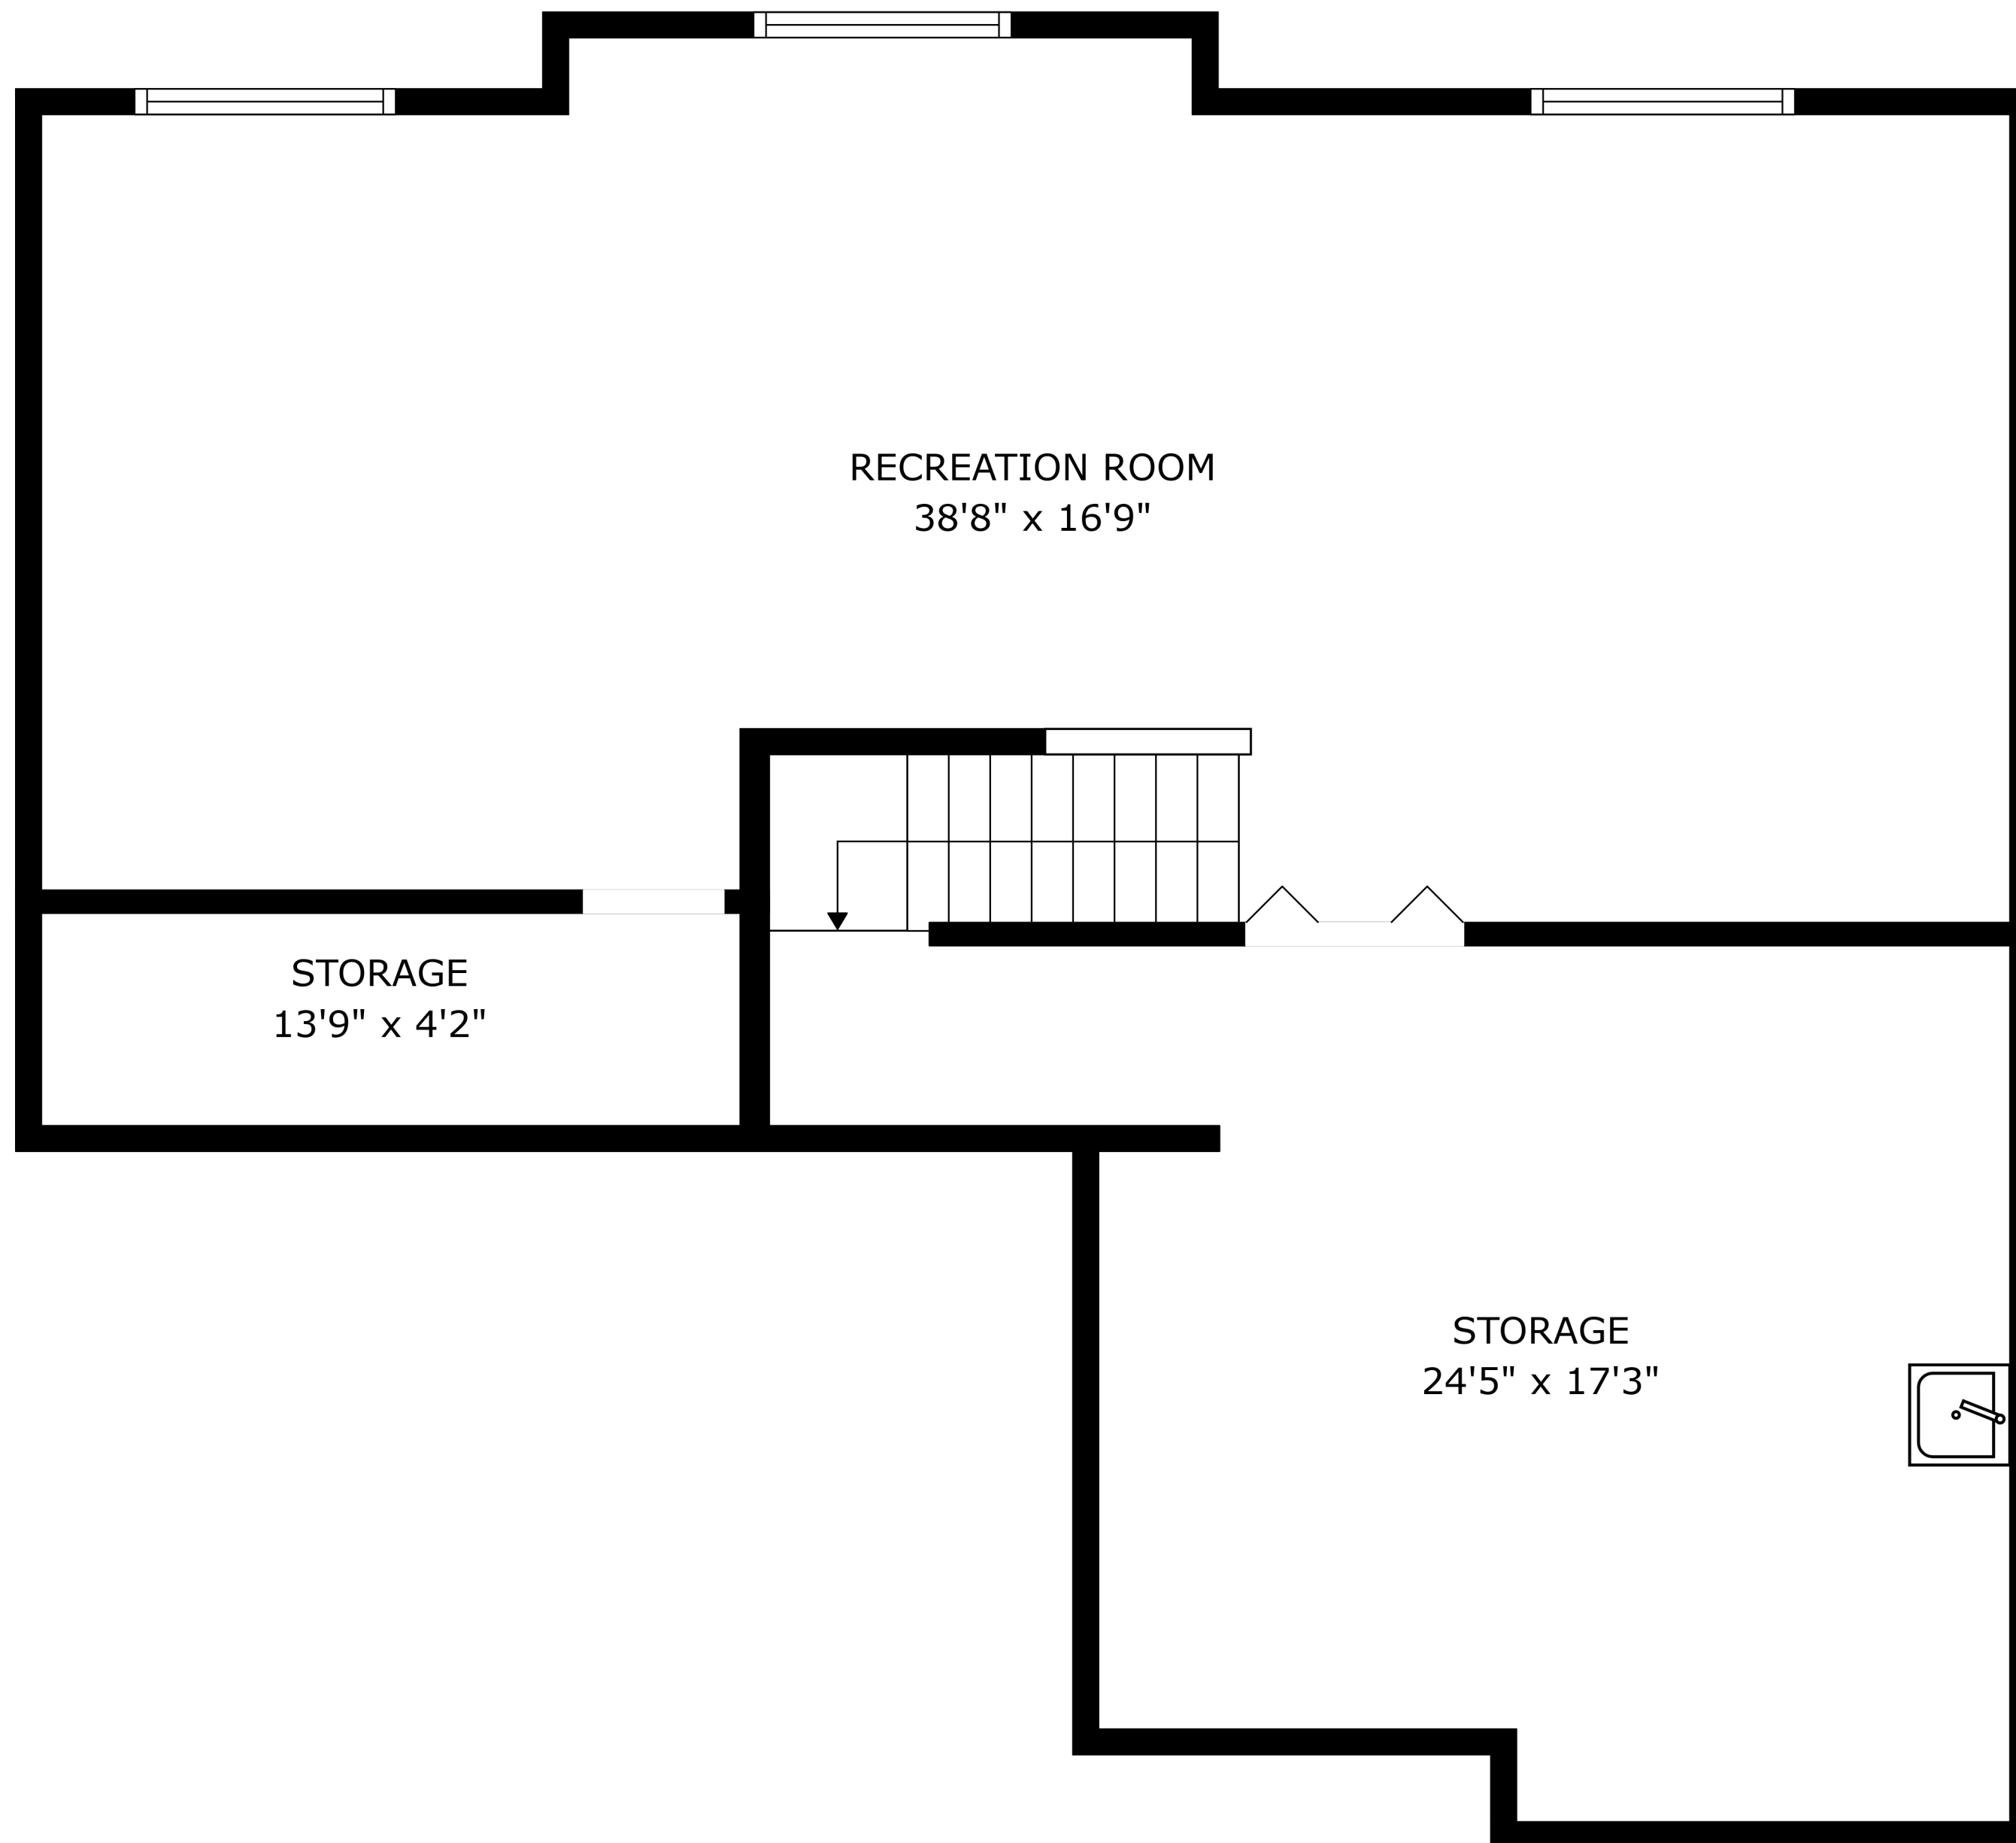 RECREATION ROOM
38'8" x 16'9"
STORAGE
13'9" x 4'2"
STORAGE
24'5" x 17'3"